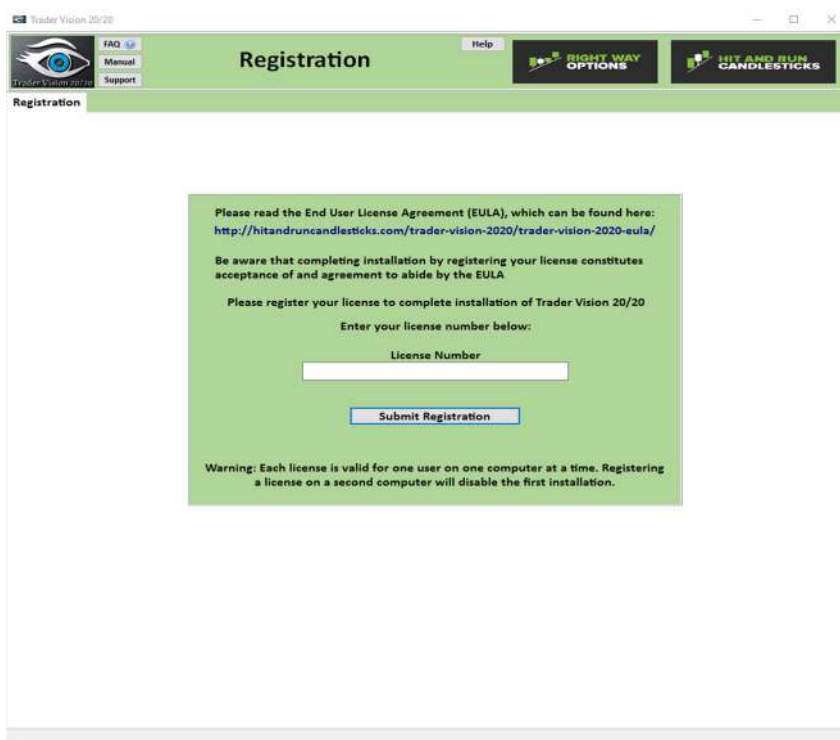 Trader Vision 20/20
FAQ
Manual
Support
Trader Vision 20/20
Registration
Help
RIGHT WAY
OPTIONS
HIT AND RUN
CANDLESTICKS
Registration
Please read the End User License Agreement (EULA), which can be found here:
http://hitandruncandlesticks.com/trader-vision-2020/trader-vision-2020-eula/
Be aware that completing installation by registering your license constitutes
acceptance of and agreement to abide by the EULA
Please register your license to complete installation of Trader Vision 20/20
Enter your license number below:
License Number
Submit Registration
Warning: Each license is valid for one user on one computer at a time. Registering
a license on a second computer will disable the first installation.